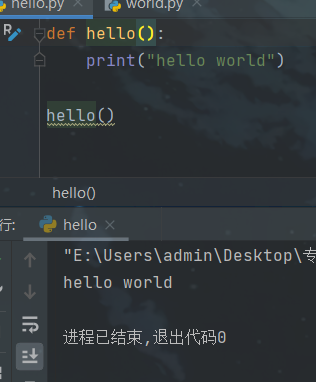 hello.py × world.py ×
def hello():
print("hello world")
hello()
hello()
行: hello ×
"E:\Users\admin\Desktop\专
hello world
进程已结束,退出代码0